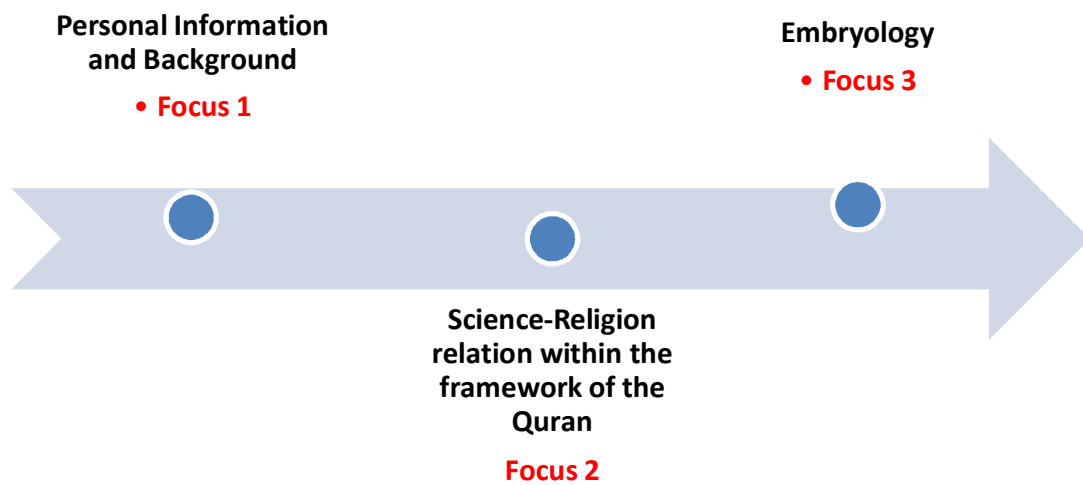 Personal Information
and Background
• Focus 1
Science-Religion
relation within the
framework of the
Quran
Focus 2
Embryology
• Focus 3